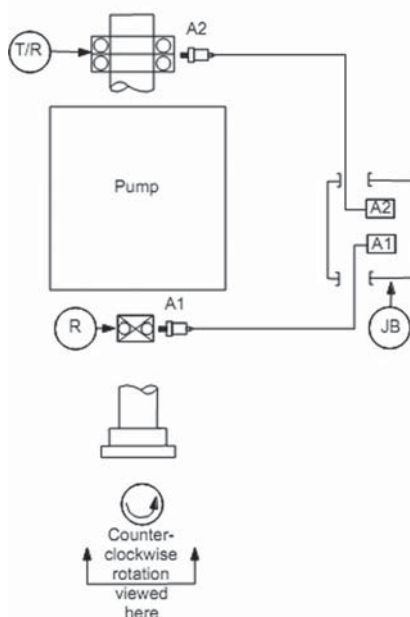 A2
T/R
Pump
A2
A1
A1
R
JB
Counter-
clockwise
rotation
viewed
here